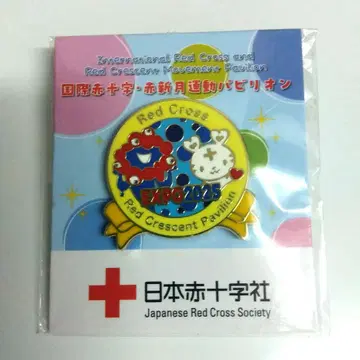 International Red Cross and
Red Crescent Movement Pavilion
国際赤十字・赤新月運動パビリオン
Red Cross
EXPO2025
Red Crescent Pavilion
日本赤十字社
Japanese Red Cross Society